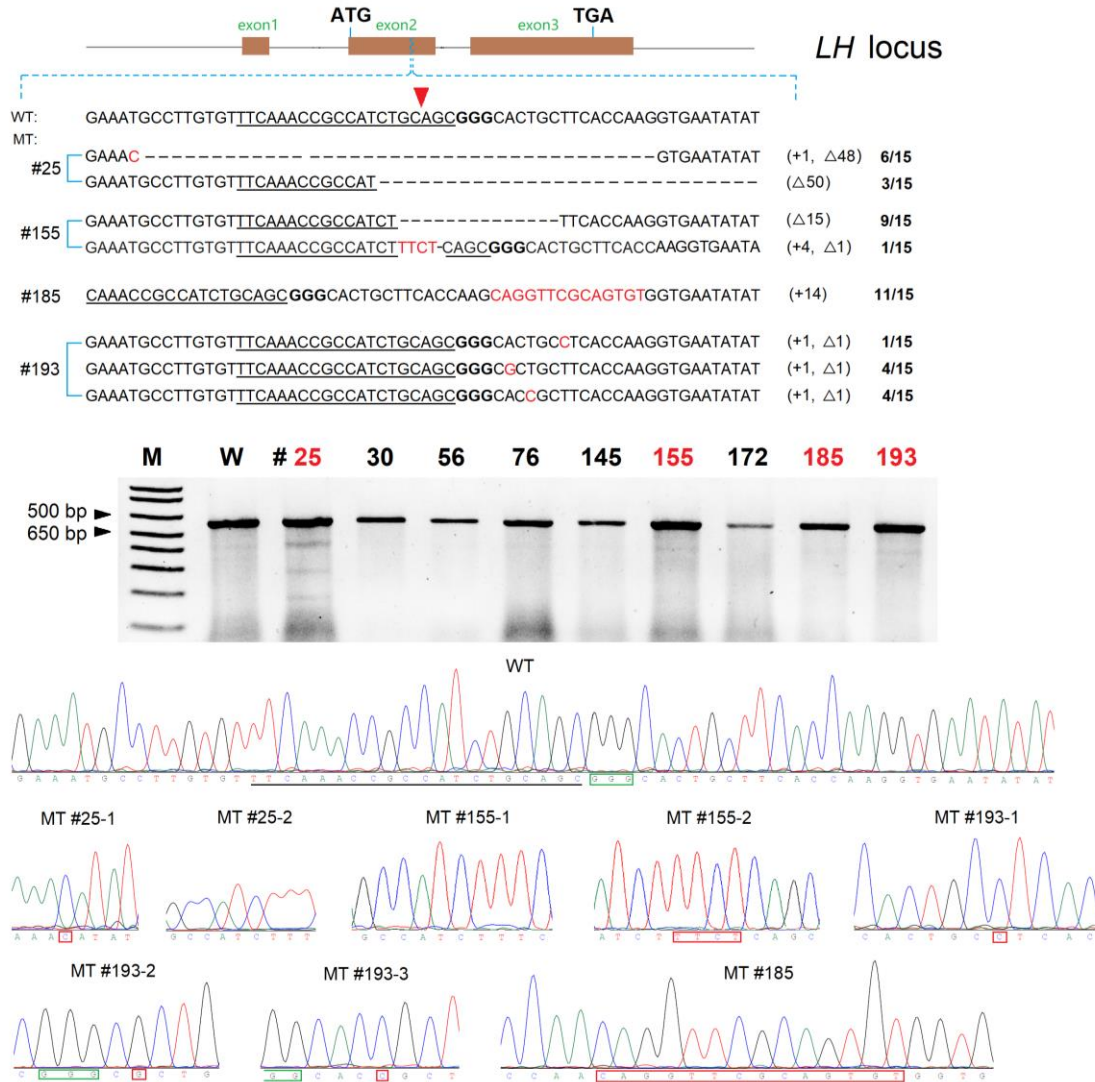 exon1 ATG exon2 exon3 TGA
LH locus
WT: GAAATGCCTTGTGTTTCAAACCGCCATCTGCAGCGGGCACTGCTTCACCAAGGTGAATATAT
MT:
#25
GAAAC GTGAATATAT (+1, △48) 6/15
GAAATGCCTTGTGTTTCAAACCGCCAT (△50) 3/15
#155
GAAATGCCTTGTGTTTCAAACCGCCATCT TTCACCAAGGTGAATATAT (△15) 9/15
GAAATGCCTTGTGTTTCAAACCGCCATCTTTCT-CAGCGGGCACTGCTTCACCAAGGTGAATA (+4, △1) 1/15
#185 CAAACCGCCATCTGCAGCGGGCACTGCTTCACCAAGCAGGTTCGCAGTGTGGTGAATATAT (+14) 11/15
#193
GAAATGCCTTGTGTTTCAAACCGCCATCTGCAGCGGGCACTGCCTCACCAAGGTGAATATAT (+1, △1) 1/15
GAAATGCCTTGTGTTTCAAACCGCCATCTGCAGCGGGCGCTGCTTCACCAAGGTGAATATAT (+1, △1) 4/15
GAAATGCCTTGTGTTTCAAACCGCCATCTGCAGCGGGCACCGCTTCACCAAGGTGAATATAT (+1, △1) 4/15
M W # 25 30 56 76 145 155 172 185 193
500 bp
650 bp
WT
MT #25-1 MT #25-2 MT #155-1 MT #155-2 MT #193-1
AAACATAT GCCATCTTT GCCATCTTTC ATCTTTCTCAGC CACTGCCTCAC
MT #193-2 MT #193-3 MT #185
CGGGCGCTG GGCACCGCT CCAACAGGTTCGCAGTGTGGTG